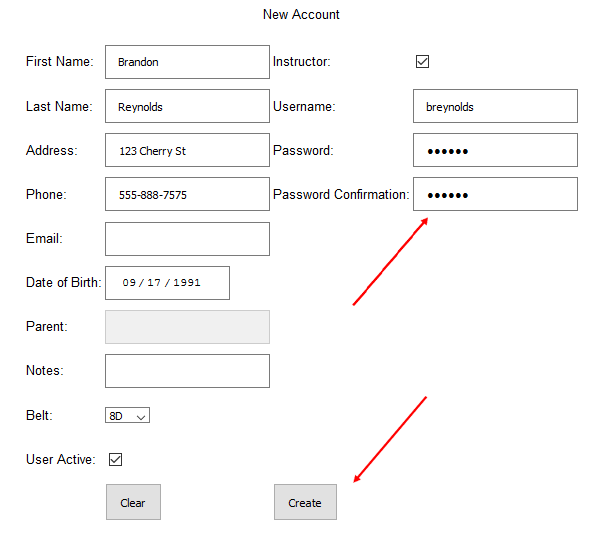 New Account
First Name: Brandon Instructor:
Last Name: Reynolds Username: breynolds
Address: 123 Cherry St Password: ••••••
Phone: 555-888-7575 Password Confirmation: ••••••
Email:
Date of Birth: 09 / 17 / 1991
Parent:
Notes:
Belt: 8D
User Active:
Clear Create